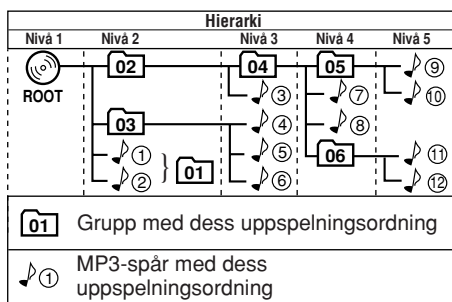 Hierarki
Nivå 1 Nivå 2 Nivå 3 Nivå 4 Nivå 5
02 04 05 ⑨
ROOT ③ ⑦ ⑩
03 ④ ⑧
① ⑤ 06 ⑪
② 01 ⑥ ⑫
01 Grupp med dess uppspelningsordning
① MP3-spår med dess
uppspelningsordning